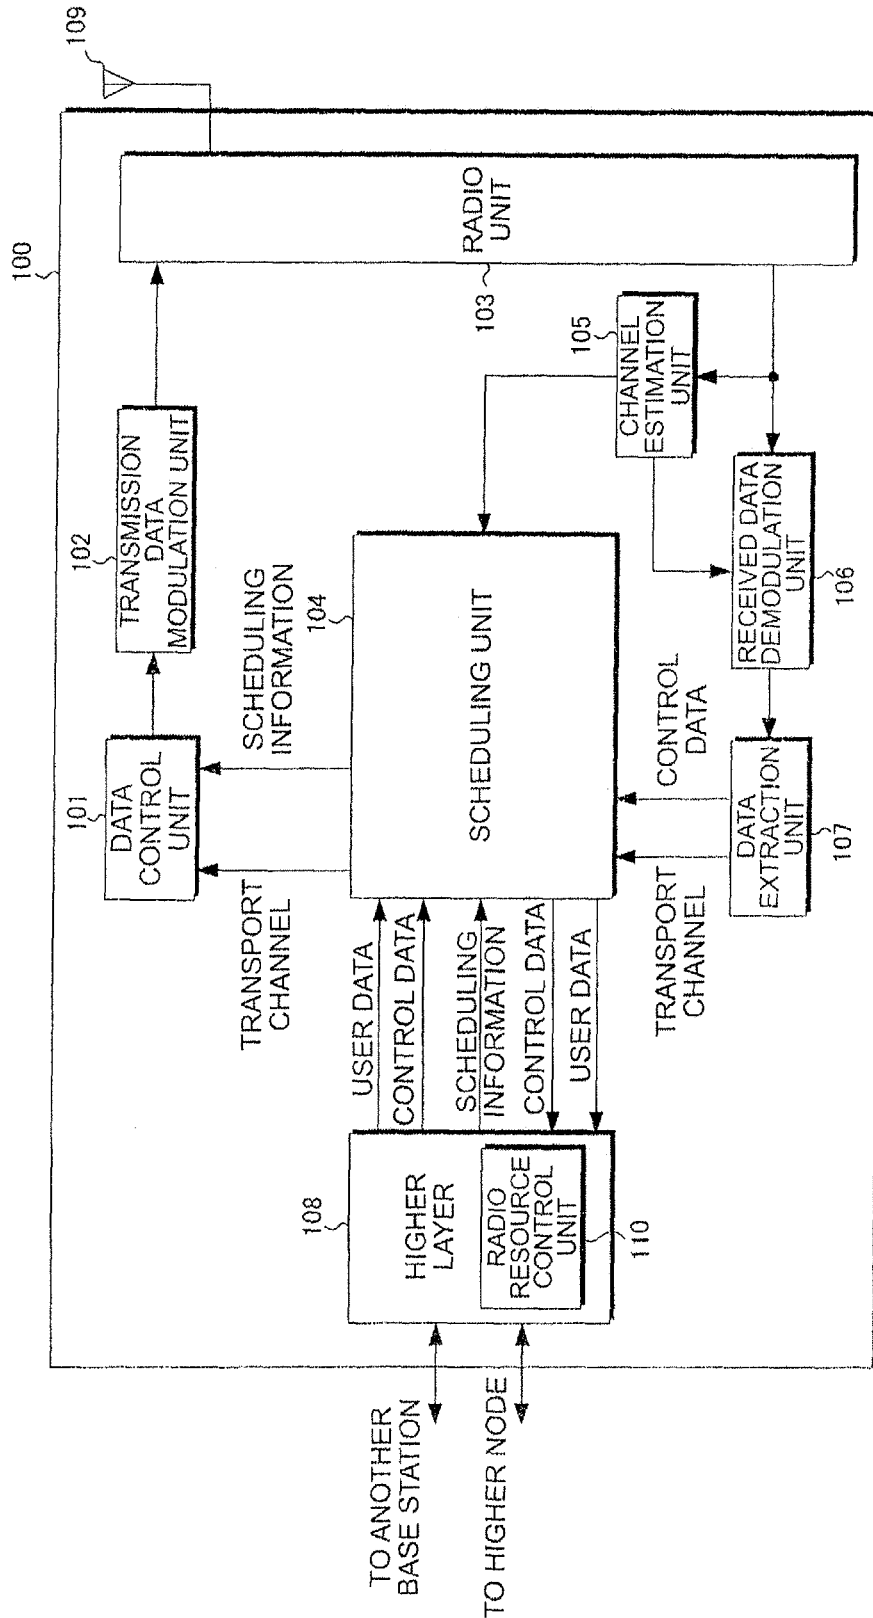 100
109
101
DATA
CONTROL
UNIT
102
TRANSMISSION
DATA
MODULATION UNIT
RADIO
UNIT
103
TRANSPORT
CHANNEL
SCHEDULING
INFORMATION
104
SCHEDULING UNIT
105
CHANNEL
ESTIMATION
UNIT
USER DATA
CONTROL DATA
SCHEDULING
INFORMATION
CONTROL DATA
USER DATA
108
HIGHER
LAYER
RADIO
RESOURCE
CONTROL
UNIT
110
TO ANOTHER
BASE STATION
TO HIGHER NODE
TRANSPORT
CHANNEL
CONTROL
DATA
DATA
EXTRACTION
UNIT
107
RECEIVED DATA
DEMODULATION
UNIT
106